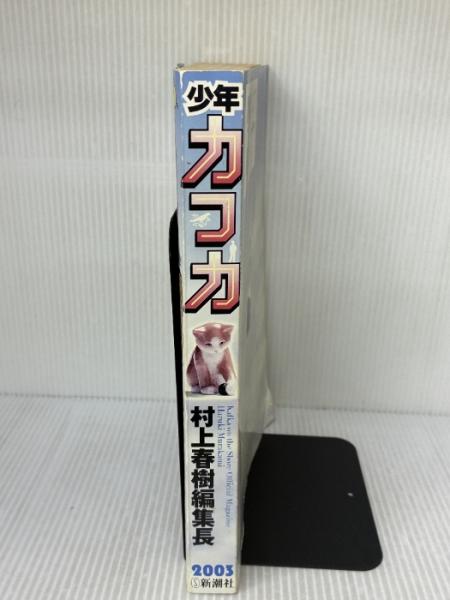 少年
カフカ
Kafka on the Shore Official Magazine
Haruki Murakami
村上春樹編集長
2003
新潮社